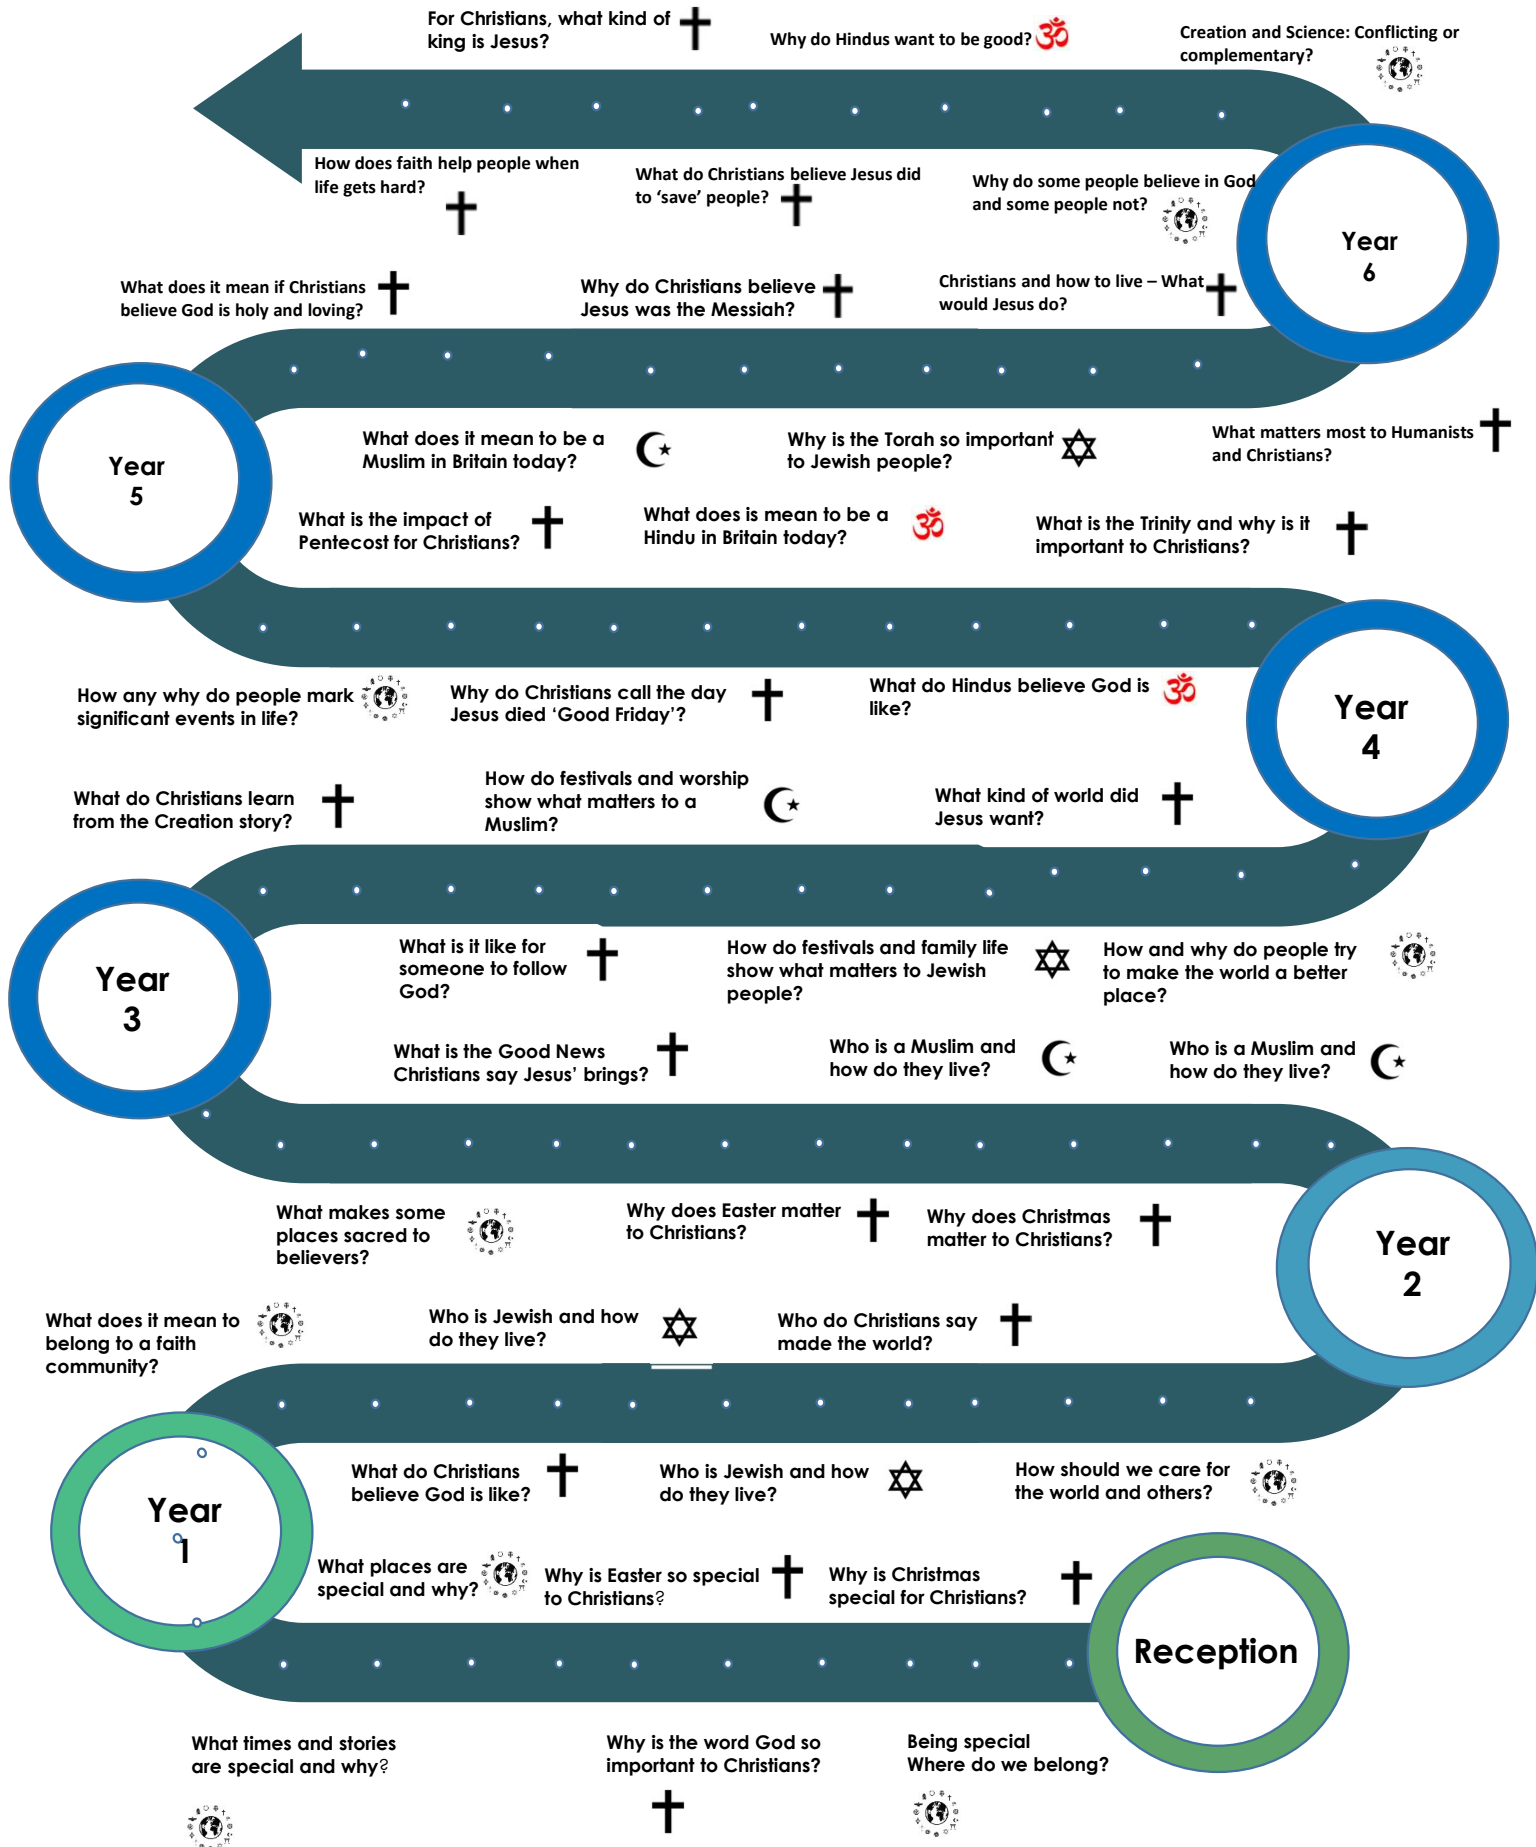 For Christians, what kind of
king is Jesus?
Why do Hindus want to be good?
Creation and Science: Conflicting or
complementary?
How does faith help people when
life gets hard?
What do Christians believe Jesus did
to ‘save’ people?
Why do some people believe in God
and some people not?
Year
6
What does it mean if Christians
believe God is holy and loving?
Why do Christians believe
Jesus was the Messiah?
Christians and how to live – What
would Jesus do?
Year
5
What does it mean to be a
Muslim in Britain today?
Why is the Torah so important
to Jewish people?
What matters most to Humanists
and Christians?
What is the impact of
Pentecost for Christians?
What does is mean to be a
Hindu in Britain today?
What is the Trinity and why is it
important to Christians?
How any why do people mark
significant events in life?
Why do Christians call the day
Jesus died ‘Good Friday’?
What do Hindus believe God is
like?
Year
4
What do Christians learn
from the Creation story?
How do festivals and worship
show what matters to a
Muslim?
What kind of world did
Jesus want?
Year
3
What is it like for
someone to follow
God?
How do festivals and family life
show what matters to Jewish
people?
How and why do people try
to make the world a better
place?
What is the Good News
Christians say Jesus’ brings?
Who is a Muslim and
how do they live?
Who is a Muslim and
how do they live?
What makes some
places sacred to
believers?
Why does Easter matter
to Christians?
Why does Christmas
matter to Christians?
Year
2
What does it mean to
belong to a faith
community?
Who is Jewish and how
do they live?
Who do Christians say
made the world?
Year
1
What do Christians
believe God is like?
Who is Jewish and how
do they live?
How should we care for
the world and others?
What places are
special and why?
Why is Easter so special
to Christians?
Why is Christmas
special for Christians?
Reception
What times and stories
are special and why?
Why is the word God so
important to Christians?
Being special
Where do we belong?